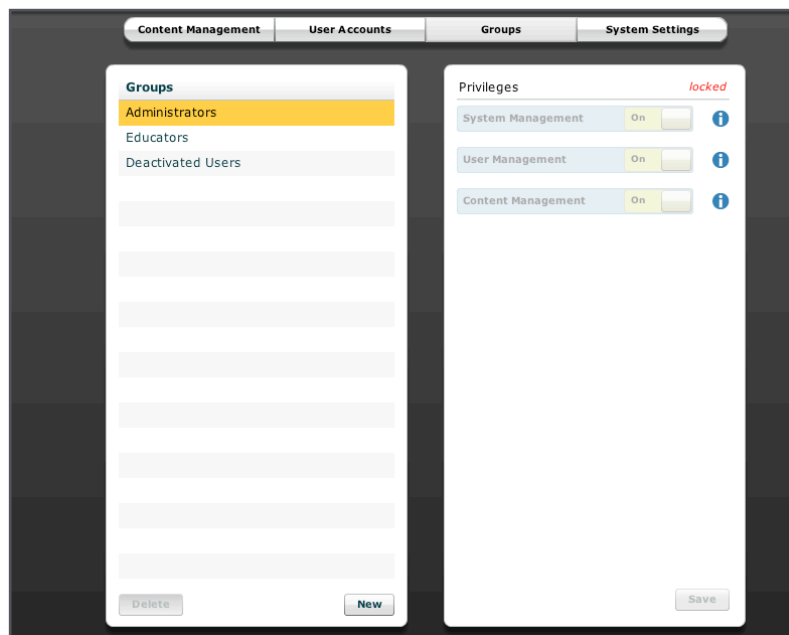 Content Management User Accounts Groups System Settings
Groups
Administrators
Educators
Deactivated Users
Delete New
Privileges locked
System Management On
User Management On
Content Management On
Save